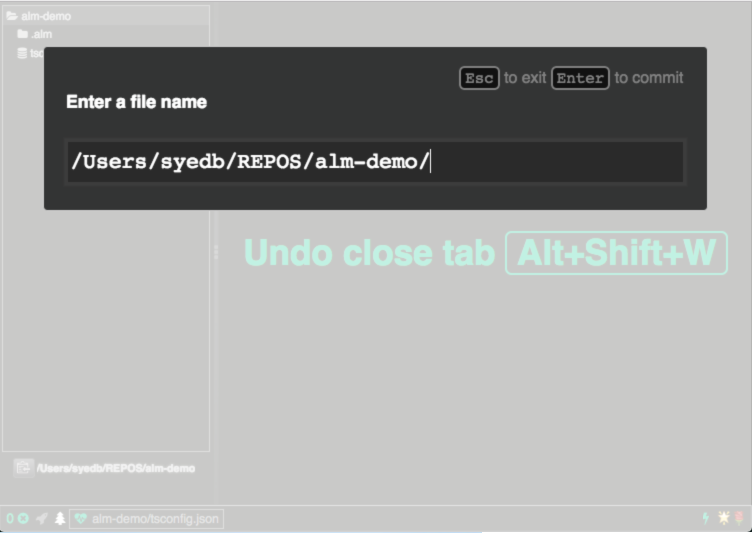 alm-demo
.alm
tsc
Esc to exit Enter to commit
Enter a file name
/Users/syedb/REPOS/alm-demo/
Undo close tab Alt+Shift+W
/Users/syedb/REPOS/alm-demo
0 alm-demo/tsconfig.json